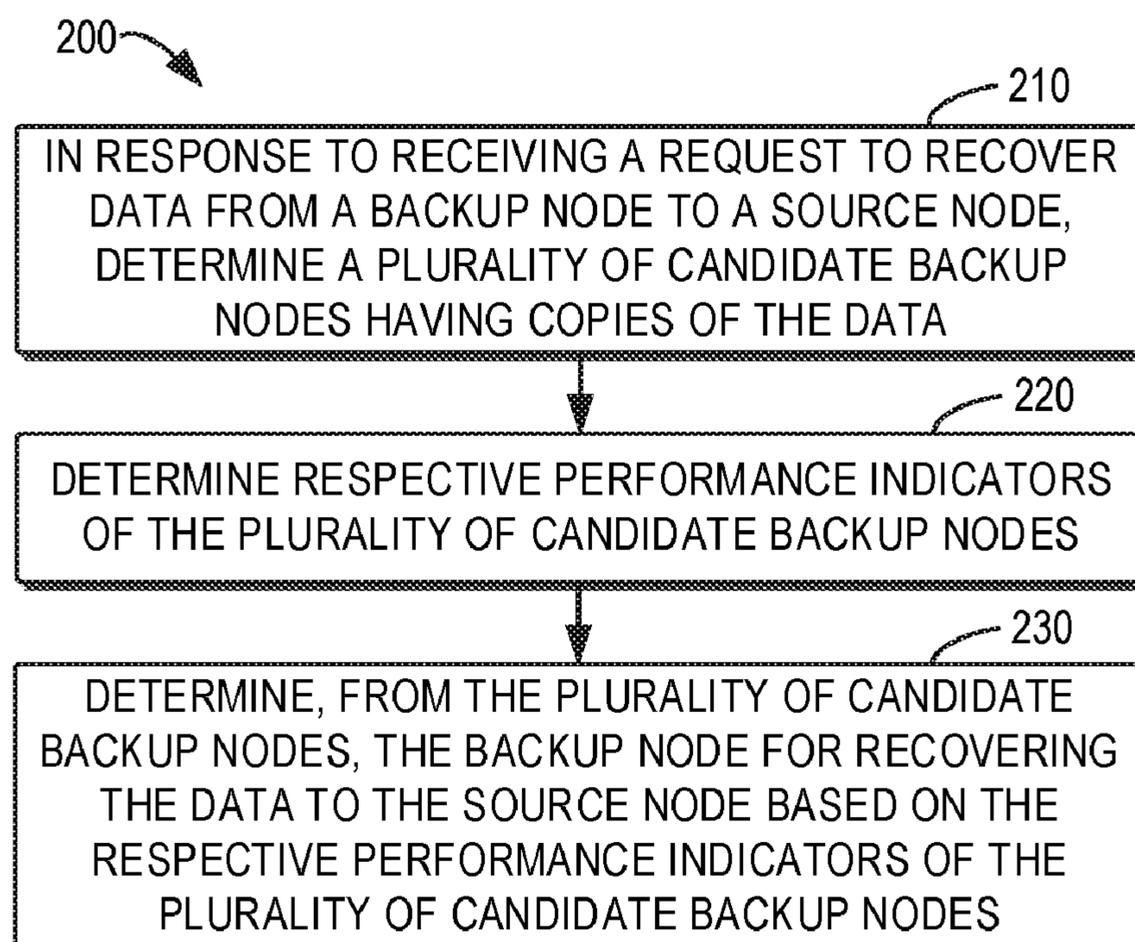 200
210
IN RESPONSE TO RECEIVING A REQUEST TO RECOVER
DATA FROM A BACKUP NODE TO A SOURCE NODE,
DETERMINE A PLURALITY OF CANDIDATE BACKUP
NODES HAVING COPIES OF THE DATA
220
DETERMINE RESPECTIVE PERFORMANCE INDICATORS
OF THE PLURALITY OF CANDIDATE BACKUP NODES
230
DETERMINE, FROM THE PLURALITY OF CANDIDATE
BACKUP NODES, THE BACKUP NODE FOR RECOVERING
THE DATA TO THE SOURCE NODE BASED ON THE
RESPECTIVE PERFORMANCE INDICATORS OF THE
PLURALITY OF CANDIDATE BACKUP NODES